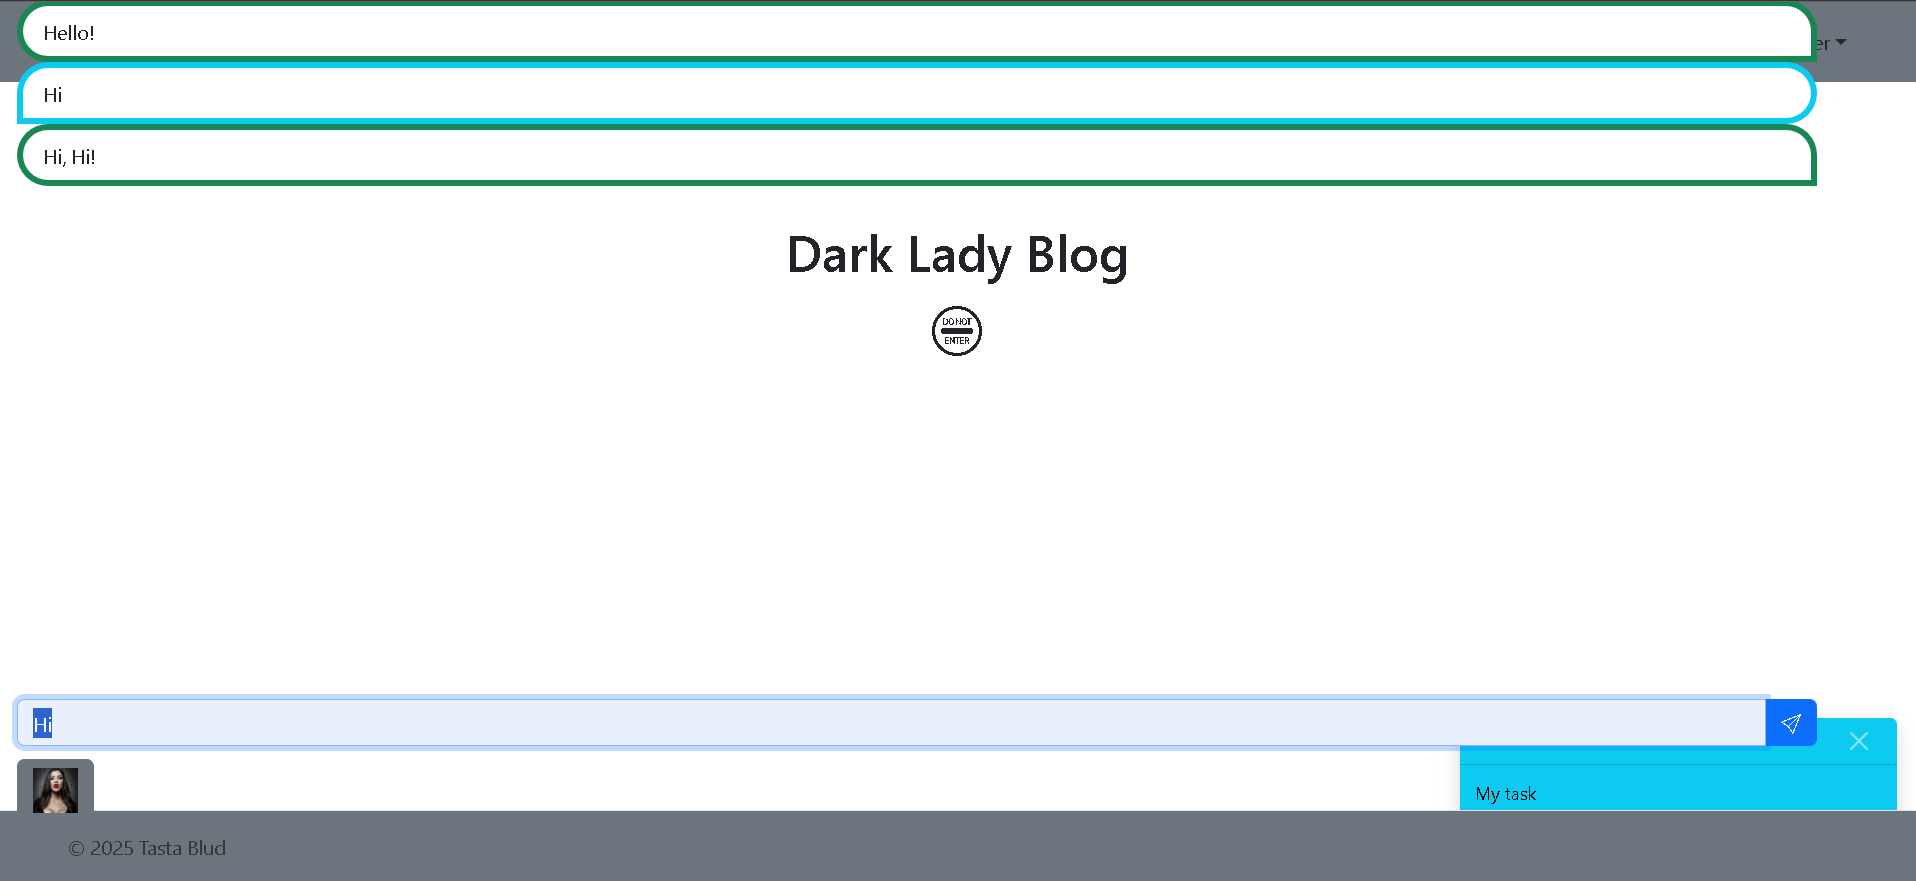 Hello!
er
Hi
Hi, Hi!
Dark Lady Blog
DO NOT
ENTER
Hi
My task
© 2025 Tasta Blud